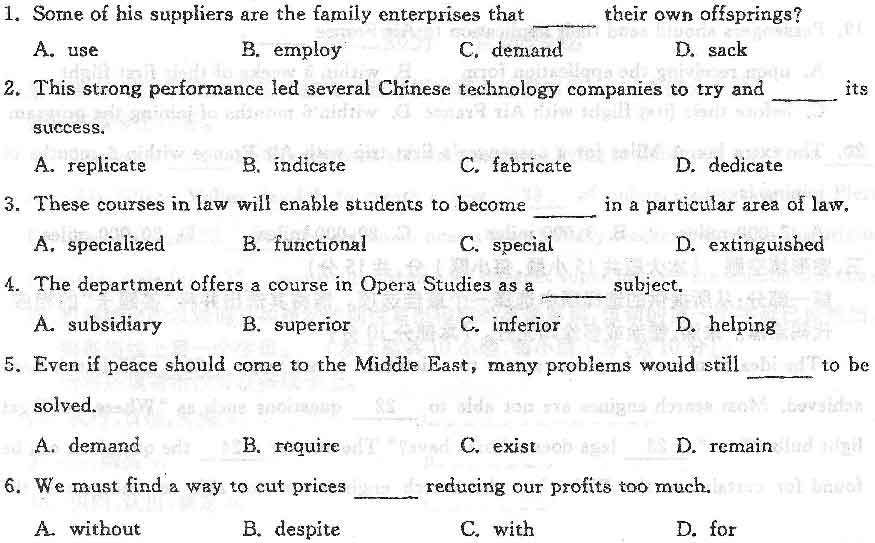 1. Some of his suppliers are the family enterprises that ______ their own offsprings?
A. use B. employ C. demand D. sack
2. This strong performance led several Chinese technology companies to try and ______ its
success.
A. replicate B. indicate C. fabricate D. dedicate
3. These courses in law will enable students to become ______ in a particular area of law.
A. specialized B. functional C. special D. extinguished
4. The department offers a course in Opera Studies as a ______ subject.
A. subsidiary B. superior C. inferior D. helping
5. Even if peace should come to the Middle East, many problems would still ______ to be
solved.
A. demand B. require C. exist D. remain
6. We must find a way to cut prices ______ reducing our profits too much.
A. without B. despite C. with D. for